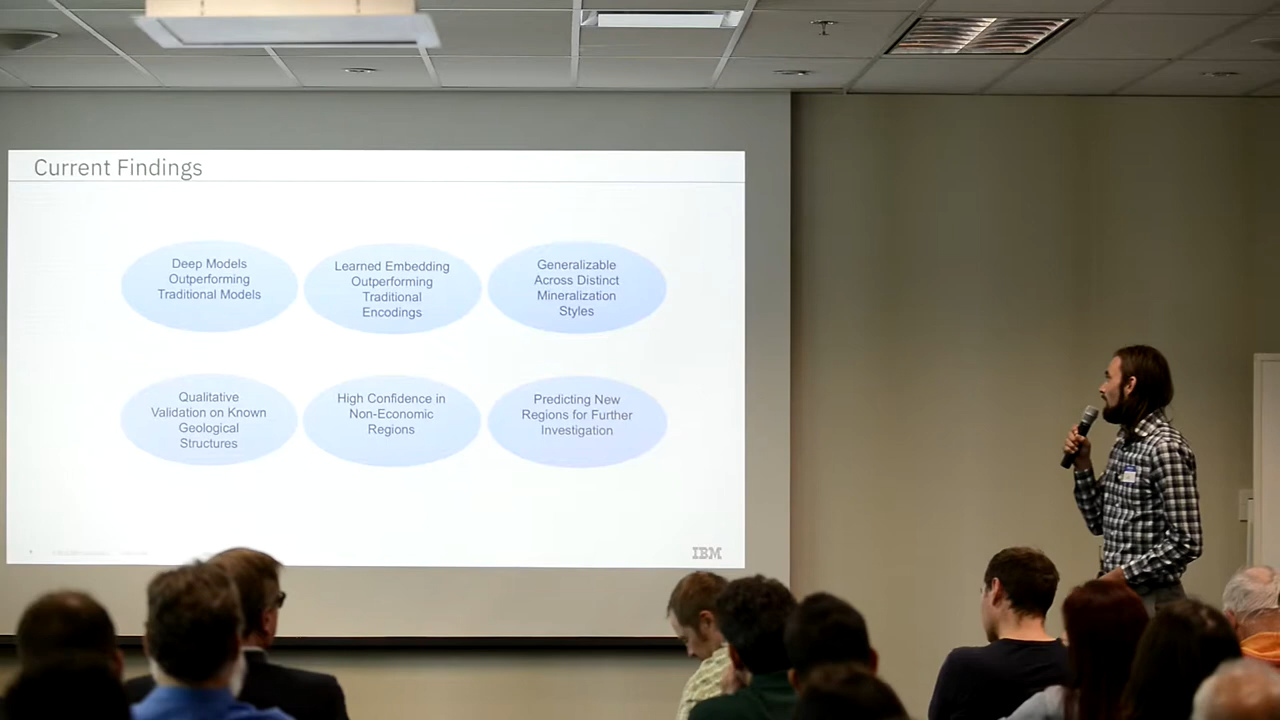 Current Findings
Deep Models
Outperforming
Traditional Models
Learned Embedding
Outperforming
Traditional
Encodings
Generalizable
Across Distinct
Mineralization
Styles
Qualitative
Validation on Known
Geological
Structures
High Confidence in
Non-Economic
Regions
Predicting New
Regions for Further
Investigation
IBM